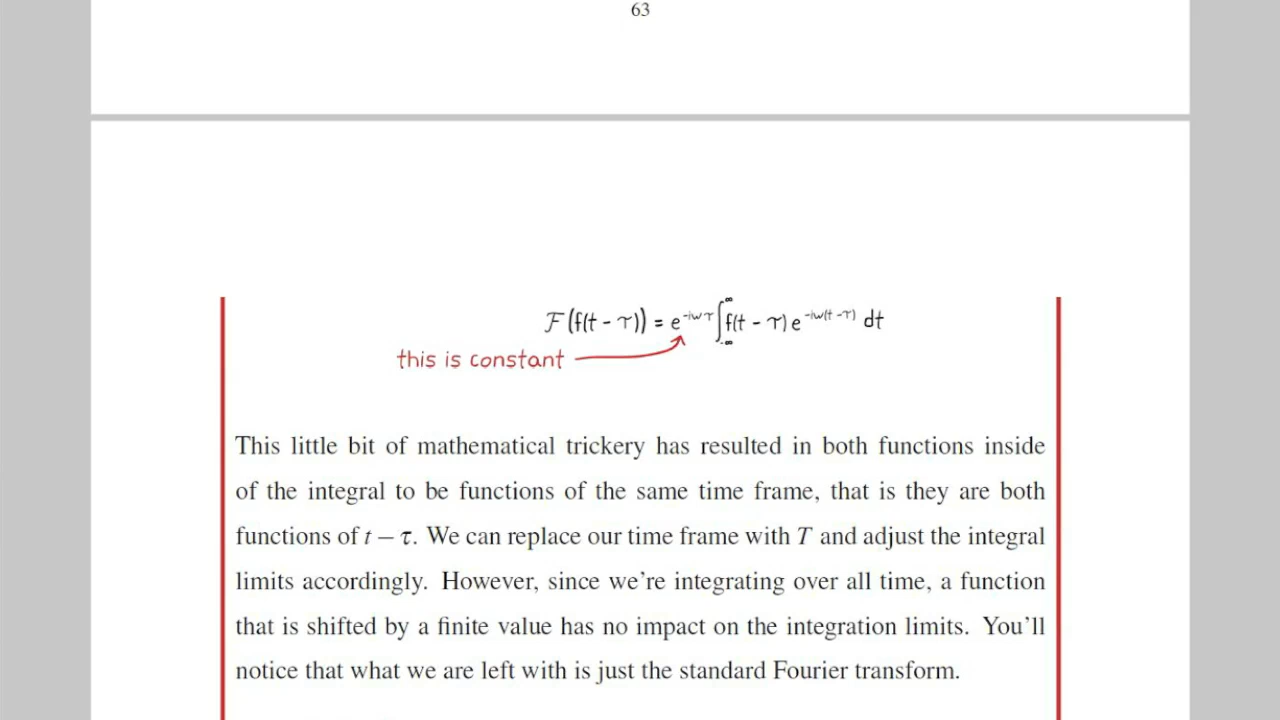 63
ℱ(f(t - τ)) = e^{-iωτ} ∫_{-∞}^{∞} f(t - τ) e^{-iω(t - τ)} dt
this is constant
This little bit of mathematical trickery has resulted in both functions inside
of the integral to be functions of the same time frame, that is they are both
functions of t − τ. We can replace our time frame with T and adjust the integral
limits accordingly. However, since we're integrating over all time, a function
that is shifted by a finite value has no impact on the integration limits. You'll
notice that what we are left with is just the standard Fourier transform.